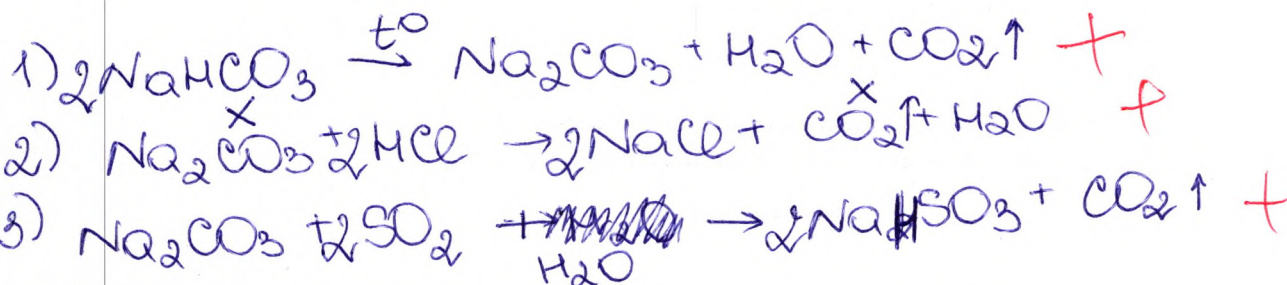 1) 2NaHCO₃ →t° Na₂CO₃ + H₂O + CO₂↑ +
x x
2) Na₂CO₃ + 2HCl → 2NaCl + CO₂↑ + H₂O +
3) Na₂CO₃ + 2SO₂ + H₂O → 2NaHSO₃ + CO₂↑ +